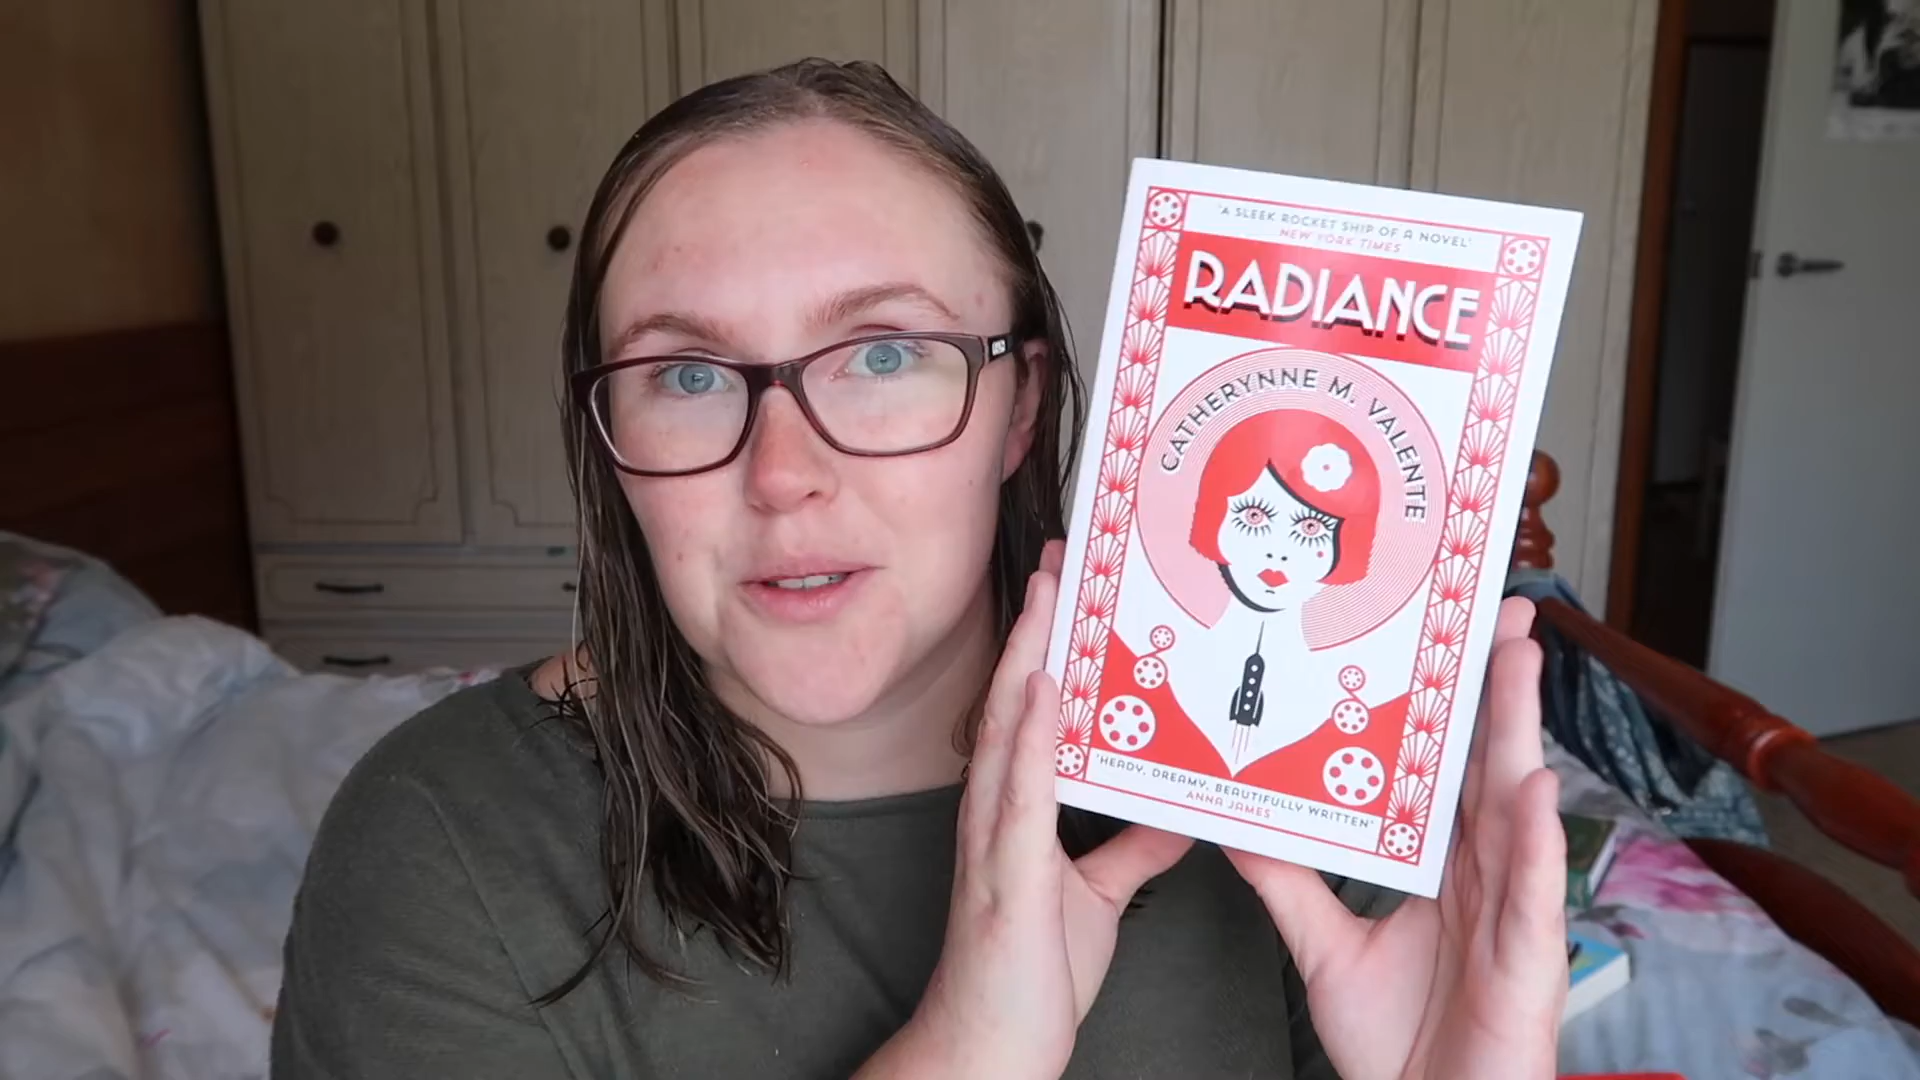 'A SLEEK ROCKET SHIP OF A NOVEL'
NEW YORK TIMES
RADIANCE
CATHERYNNE M. VALENTE
'HEADY, DREAMY, BEAUTIFULLY WRITTEN'
ANNA JAMES